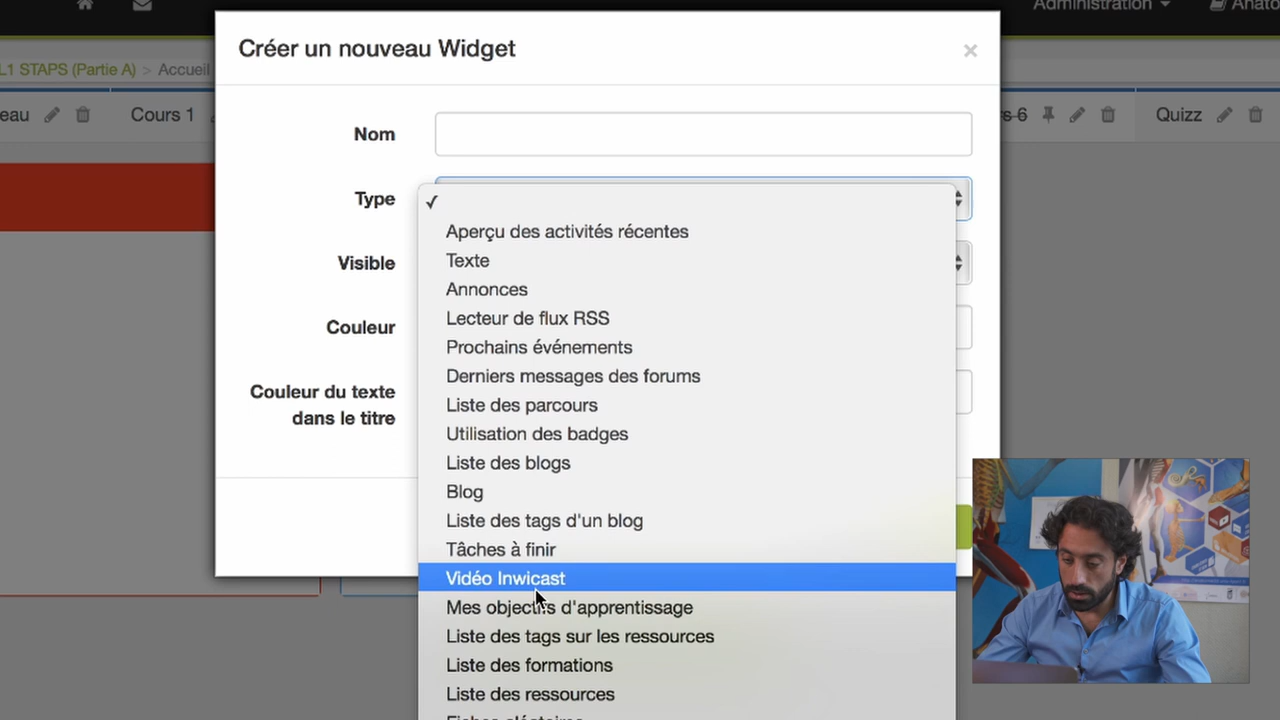 Administration
Créer un nouveau Widget
×
L1 STAPS (Partie A) > Accueil
eau
Cours 1
Quizz
Nom
Type
✓
Aperçu des activités récentes
Texte
Visible
Annonces
Lecteur de flux RSS
Couleur
Prochains événements
Derniers messages des forums
Couleur du texte
dans le titre
Liste des parcours
Utilisation des badges
Liste des blogs
Blog
Liste des tags d'un blog
Tâches à finir
Vidéo Inwicast
Mes objectifs d'apprentissage
Liste des tags sur les ressources
Liste des formations
Liste des ressources